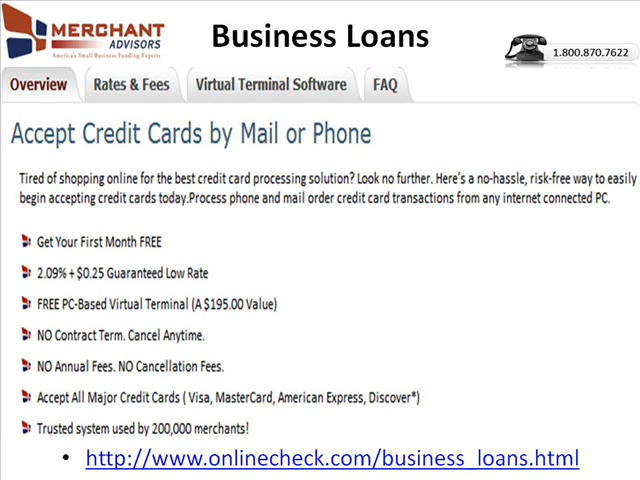 MERCHANT
ADVISORS
America's Small Business Funding Experts
Business Loans
1.800.870.7622
Overview
Rates & Fees
Virtual Terminal Software
FAQ
Accept Credit Cards by Mail or Phone
Tired of shopping online for the best credit card processing solution? Look no further. Here's a no-hassle, risk-free way to easily
begin accepting credit cards today.Process phone and mail order credit card transactions from any internet connected PC.
Get Your First Month FREE
2.09% + $0.25 Guaranteed Low Rate
FREE PC-Based Virtual Terminal (A $195.00 Value)
NO Contract Term. Cancel Anytime.
NO Annual Fees. NO Cancellation Fees.
Accept All Major Credit Cards ( Visa, MasterCard, American Express, Discover*)
Trusted system used by 200,000 merchants!
• http://www.onlinecheck.com/business_loans.html